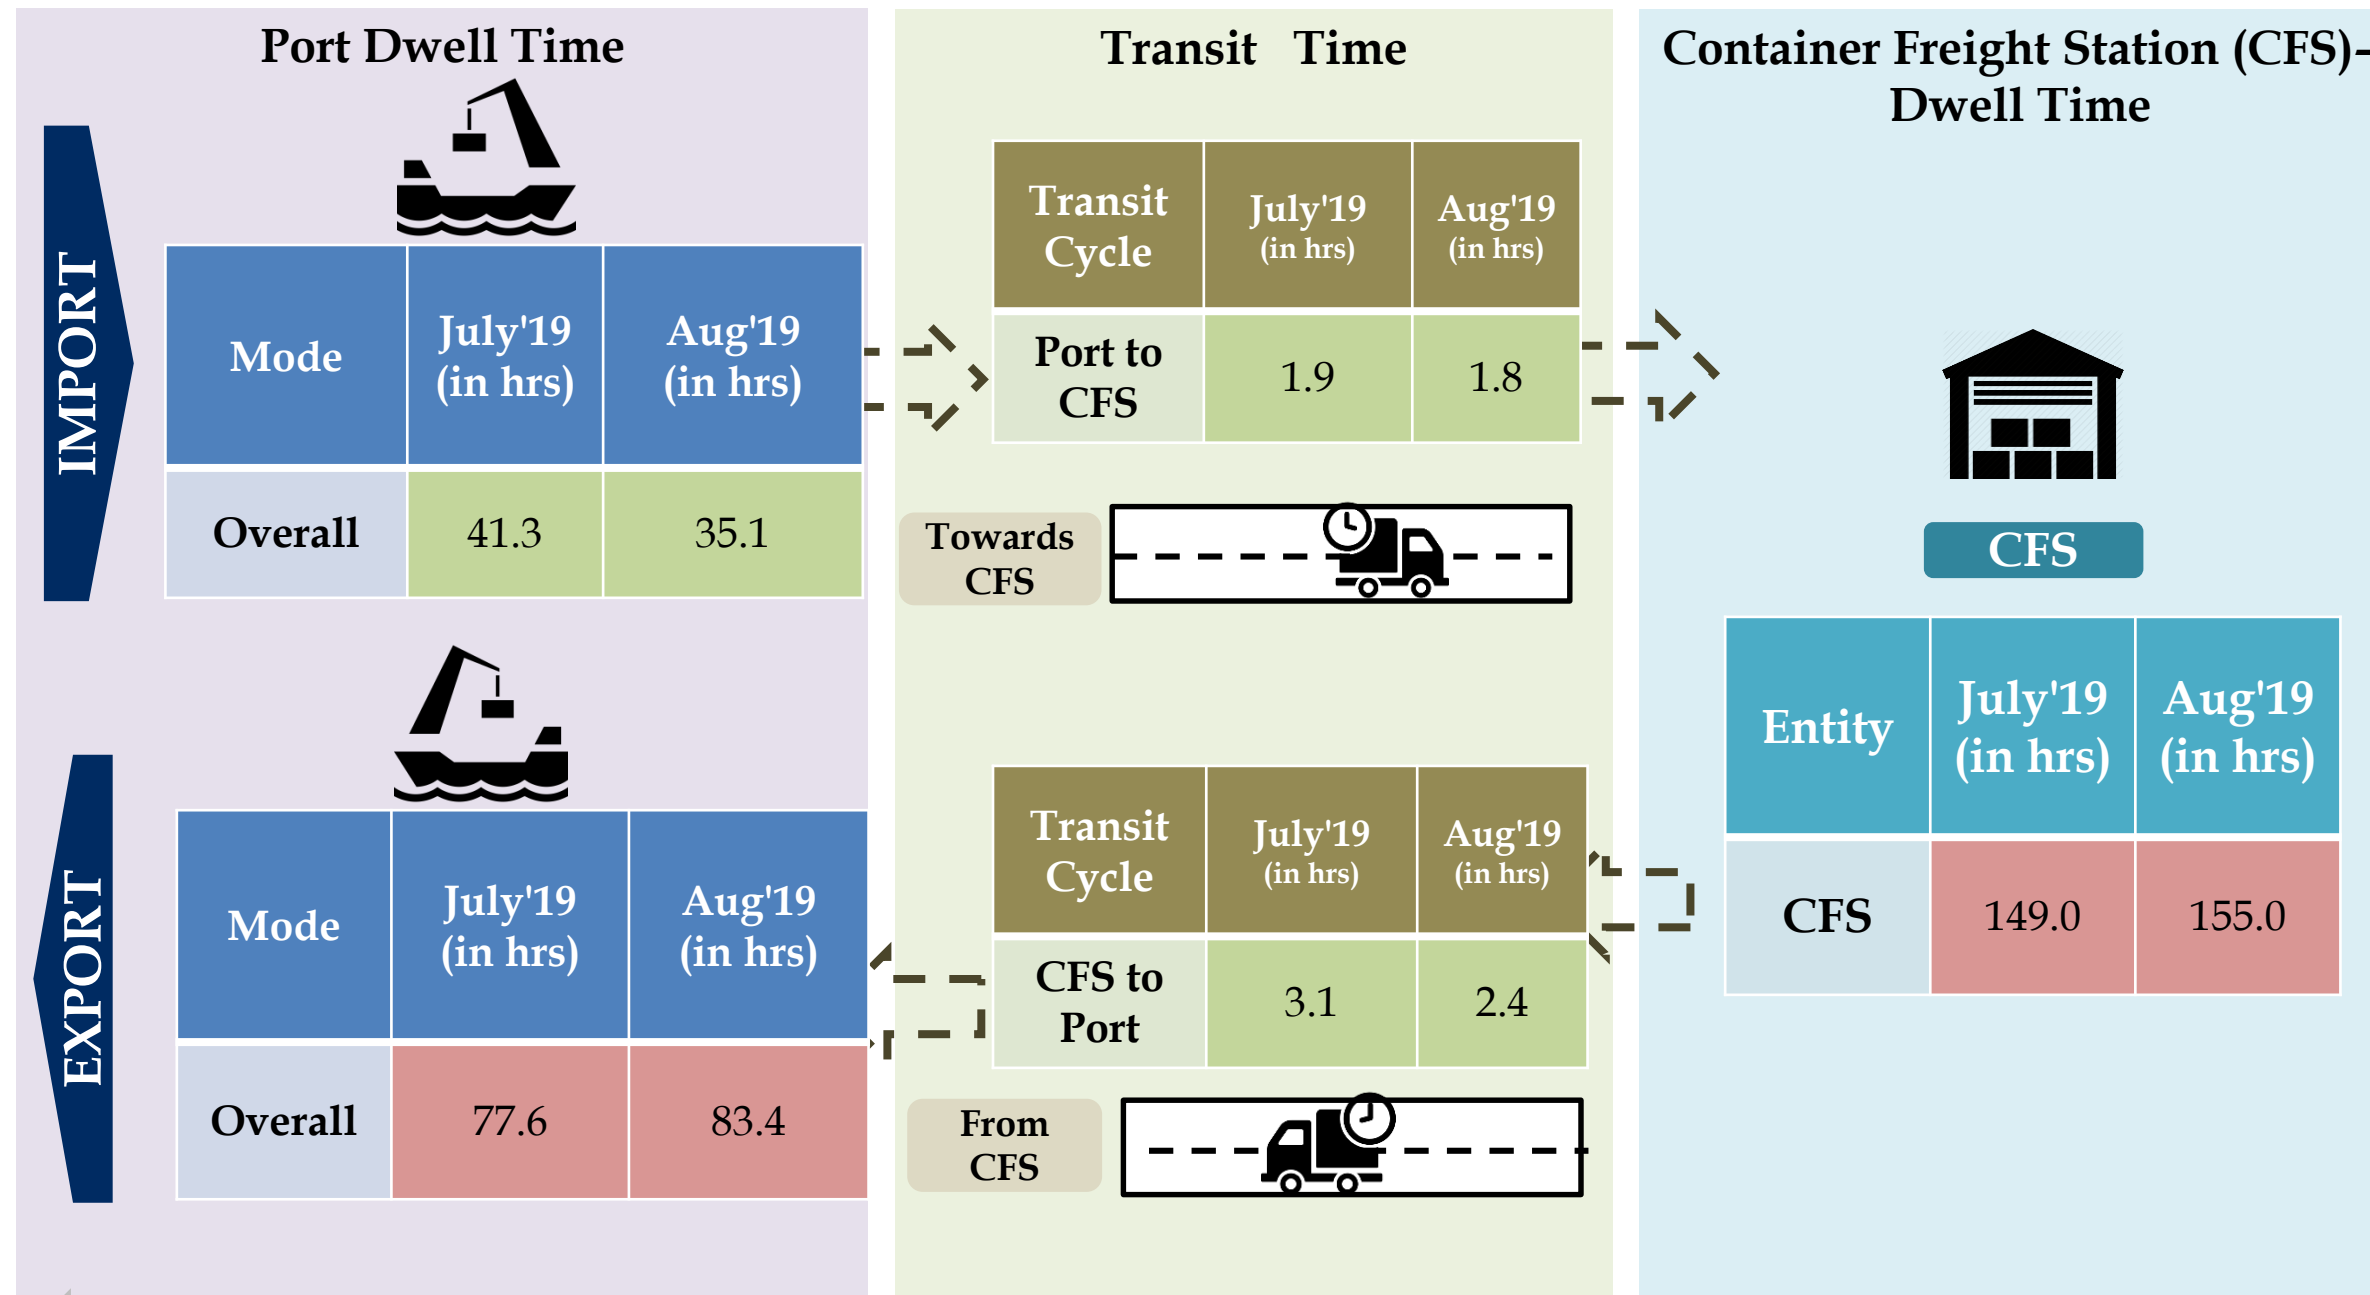 Port Dwell Time
IMPORT
Mode
July'19
(in hrs)
Aug'19
(in hrs)
Overall
41.3
35.1
EXPORT
Mode
July'19
(in hrs)
Aug'19
(in hrs)
Overall
77.6
83.4
Transit Time
Transit
Cycle
July'19
(in hrs)
Aug'19
(in hrs)
Port to
CFS
1.9
1.8
Towards
CFS
Transit
Cycle
July'19
(in hrs)
Aug'19
(in hrs)
CFS to
Port
3.1
2.4
From
CFS
Container Freight Station (CFS)-
Dwell Time
CFS
Entity
July'19
(in hrs)
Aug'19
(in hrs)
CFS
149.0
155.0